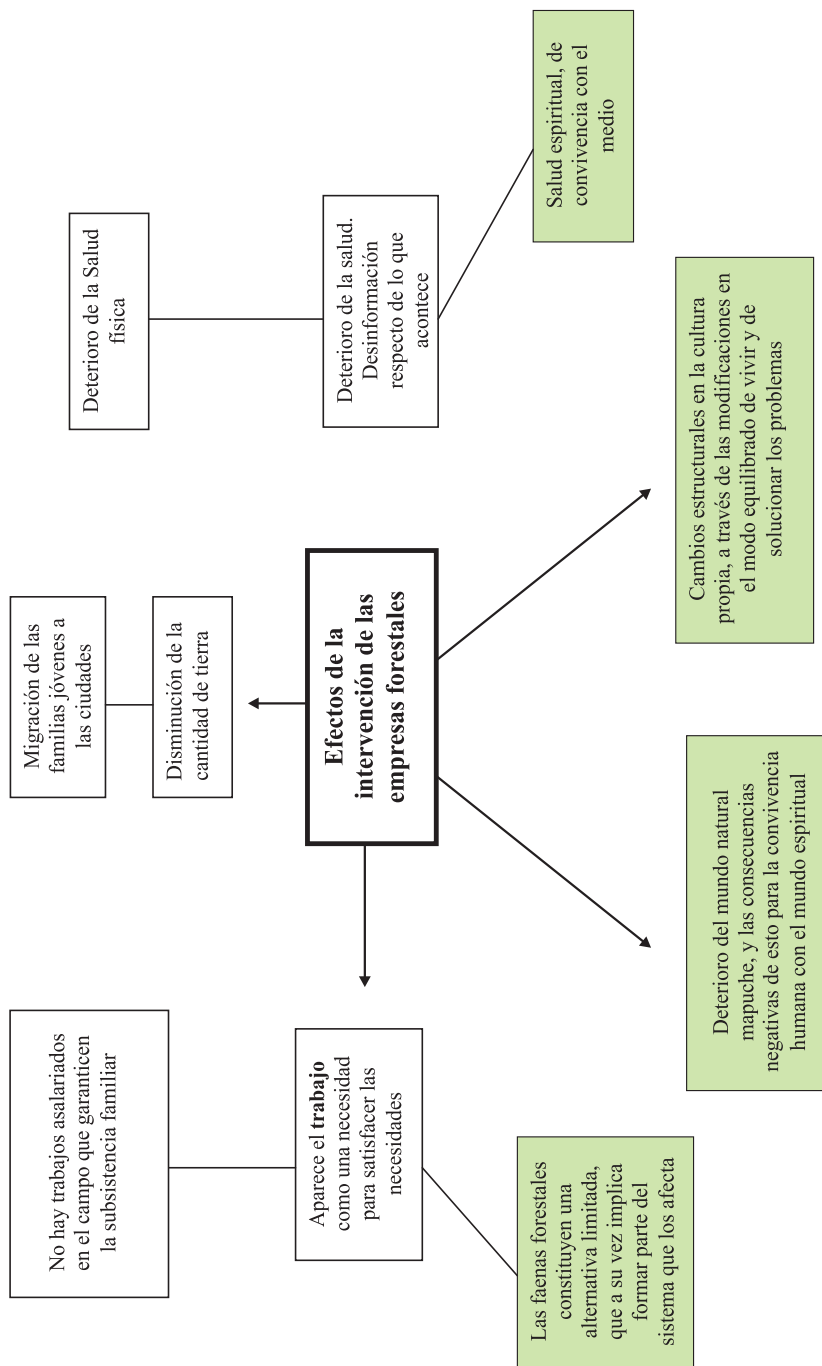 No hay trabajos asalariados
en el campo que garanticen
la subsistencia familiar
Migración de las
familias jóvenes a
las ciudades
Deterioro de la Salud
física
Aparece el trabajo
como una necesidad
para satisfacer las
necesidades
Disminución de la
cantidad de tierra
Efectos de la
intervención de las
empresas forestales
Deterioro de la salud.
Desinformación
respecto de lo que
acontece
Las faenas forestales
constituyen una
alternativa limitada,
que a su vez implica
formar parte del
sistema que los afecta
Deterioro del mundo natural
mapuche, y las consecuencias
negativas de esto para la convivencia
humana con el mundo espiritual
Cambios estructurales en la cultura
propia, a través de las modificaciones en
el modo equilibrado de vivir y de
solucionar los problemas
Salud espiritual, de
convivencia con el
medio